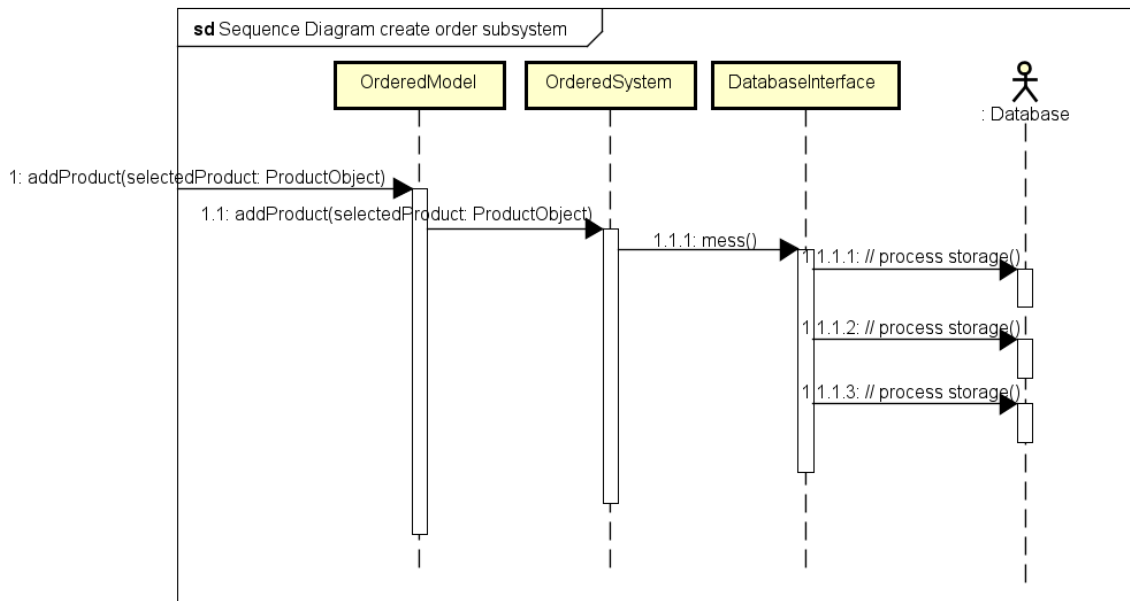 sd Sequence Diagram create order subsystem
OrderedModel
OrderedSystem
DatabaseInterface
: Database
1: addProduct(selectedProduct: ProductObject)
1.1: addProduct(selectedProduct: ProductObject)
1.1.1: mess()
1.1.1.1: // process storage()
1.1.1.2: // process storage()
1.1.1.3: // process storage()